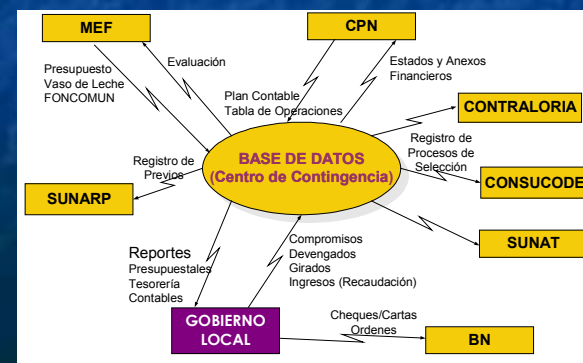 MEF
CPN
Evaluación
Presupuesto
Vaso de Leche
FONCOMUN
Plan Contable
Tabla de Operaciones
Estados y Anexos
Financieros
CONTRALORIA
BASE DE DATOS
(Centro de Contingencia)
Registro de
Procesos de
Selección
CONSUCODE
Registro de
Previos
SUNARP
SUNAT
Reportes
Presupuestales
Tesorería
Contables
Compromisos
Devengados
Girados
Ingresos (Recaudación)
GOBIERNO
LOCAL
Cheques/Cartas
Ordenes
BN